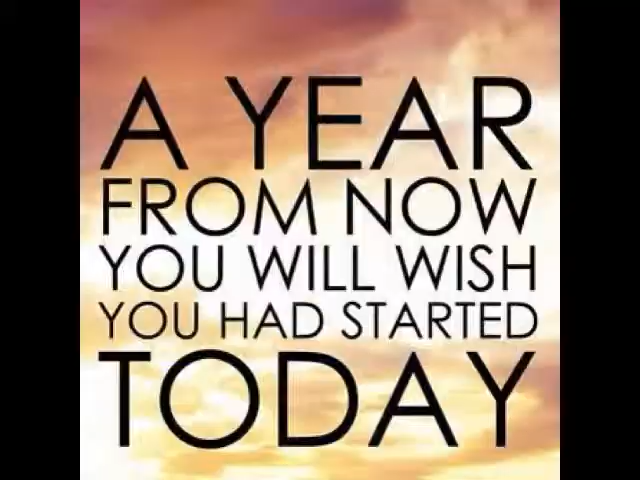 A YEAR
FROM NOW
YOU WILL WISH
YOU HAD STARTED
TODAY